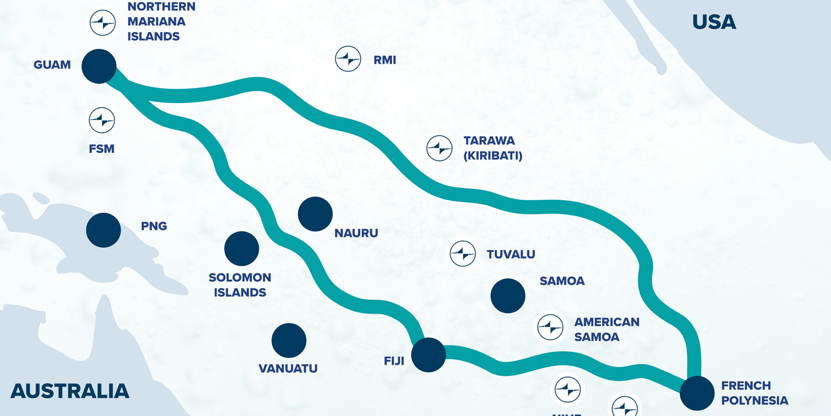 NORTHERN
MARIANA
ISLANDS
USA
GUAM
RMI
FSM
TARAWA
(KIRIBATI)
PNG
NAURU
TUVALU
SOLOMON
ISLANDS
SAMOA
AMERICAN
SAMOA
VANUATU
FIJI
AUSTRALIA
FRENCH
POLYNESIA